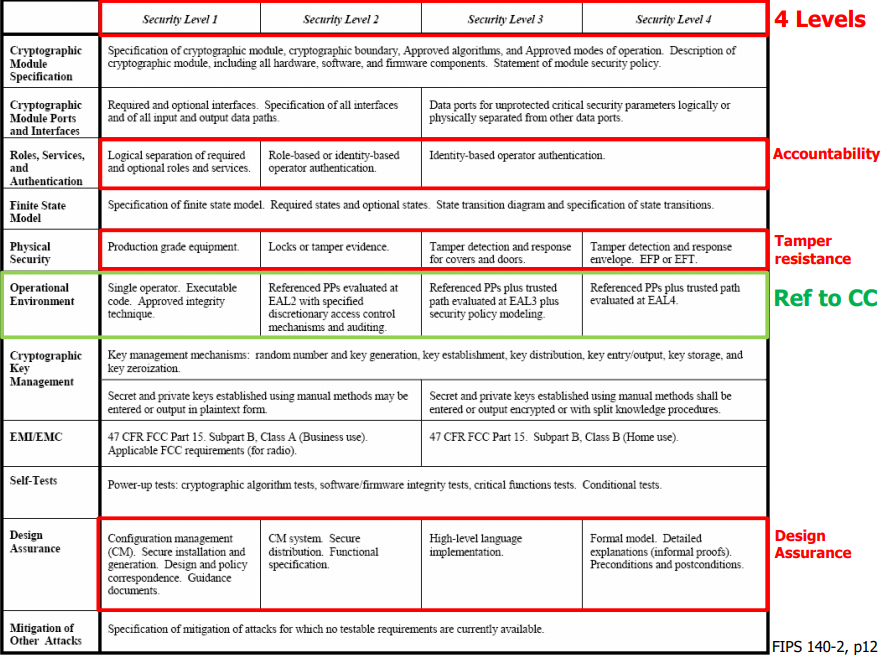 Security Level 1 Security Level 2 Security Level 3 Security Level 4
4 Levels
Cryptographic
Module
Specification
Specification of cryptographic module, cryptographic boundary, Approved algorithms, and Approved modes of operation. Description of
cryptographic module, including all hardware, software, and firmware components. Statement of module security policy.
Cryptographic
Module Ports
and Interfaces
Required and optional interfaces. Specification of all interfaces
and of all input and output data paths.
Data ports for unprotected critical security parameters logically or
physically separated from other data ports.
Roles, Services,
and
Authentication
Logical separation of required
and optional roles and services.
Role-based or identity-based
operator authentication.
Identity-based operator authentication.
Accountability
Finite State
Model
Specification of finite state model. Required states and optional states. State transition diagram and specification of state transitions.
Physical
Security
Production grade equipment.
Locks or tamper evidence.
Tamper detection and response
for covers and doors.
Tamper detection and response
envelope. EFP or EFT.
Tamper
resistance
Operational
Environment
Single operator. Executable
code. Approved integrity
technique.
Referenced PPs evaluated at
EAL2 with specified
discretionary access control
mechanisms and auditing.
Referenced PPs plus trusted
path evaluated at EAL3 plus
security policy modeling.
Referenced PPs plus trusted path
evaluated at EAL4.
Ref to CC
Cryptographic
Key
Management
Key management mechanisms: random number and key generation, key establishment, key distribution, key entry/output, key storage, and
key zeroization.
Secret and private keys established using manual methods may be
entered or output in plaintext form.
Secret and private keys established using manual methods shall be
entered or output encrypted or with split knowledge procedures.
EMI/EMC
47 CFR FCC Part 15. Subpart B, Class A (Business use).
Applicable FCC requirements (for radio).
47 CFR FCC Part 15. Subpart B, Class B (Home use).
Self-Tests
Power-up tests: cryptographic algorithm tests, software/firmware integrity tests, critical functions tests. Conditional tests.
Design
Assurance
Configuration management
(CM). Secure installation and
generation. Design and policy
correspondence. Guidance
documents.
CM system. Secure
distribution. Functional
specification.
High-level language
implementation.
Formal model. Detailed
explanations (informal proofs).
Preconditions and postconditions.
Design
Assurance
Mitigation of
Other Attacks
Specification of mitigation of attacks for which no testable requirements are currently available.
FIPS 140-2, p12